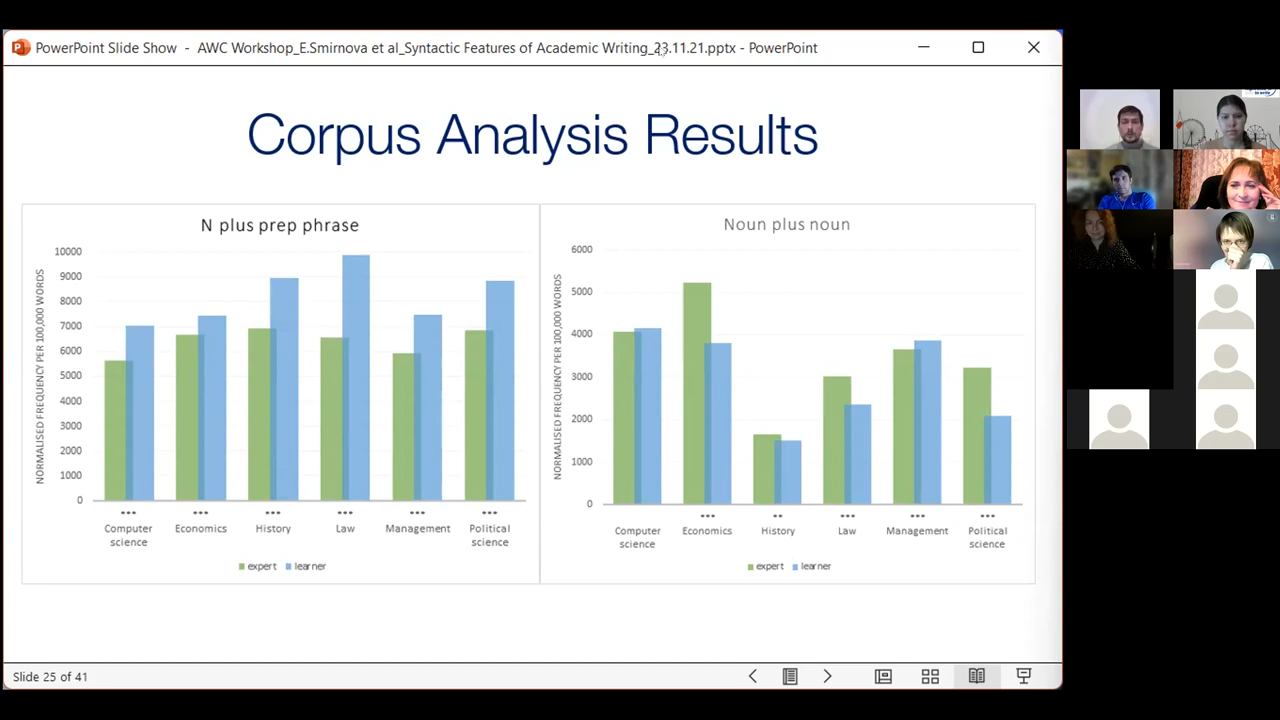 PowerPoint Slide Show - AWC Workshop_E.Smirnova et al_Syntactic Features of Academic Writing_23.11.21.pptx - PowerPoint
Corpus Analysis Results
N plus prep phrase
NORMALISED FREQUENCY PER 100,000 WORDS
10000
9000
8000
7000
6000
5000
4000
3000
2000
1000
0
*** *** *** *** *** ***
Computer science Economics History Law Management Political science
expert learner
Noun plus noun
NORMALISED FREQUENCY PER 100,000 WORDS
6000
5000
4000
3000
2000
1000
0
*** ** *** *** ***
Computer science Economics History Law Management Political science
expert learner
Slide 25 of 41